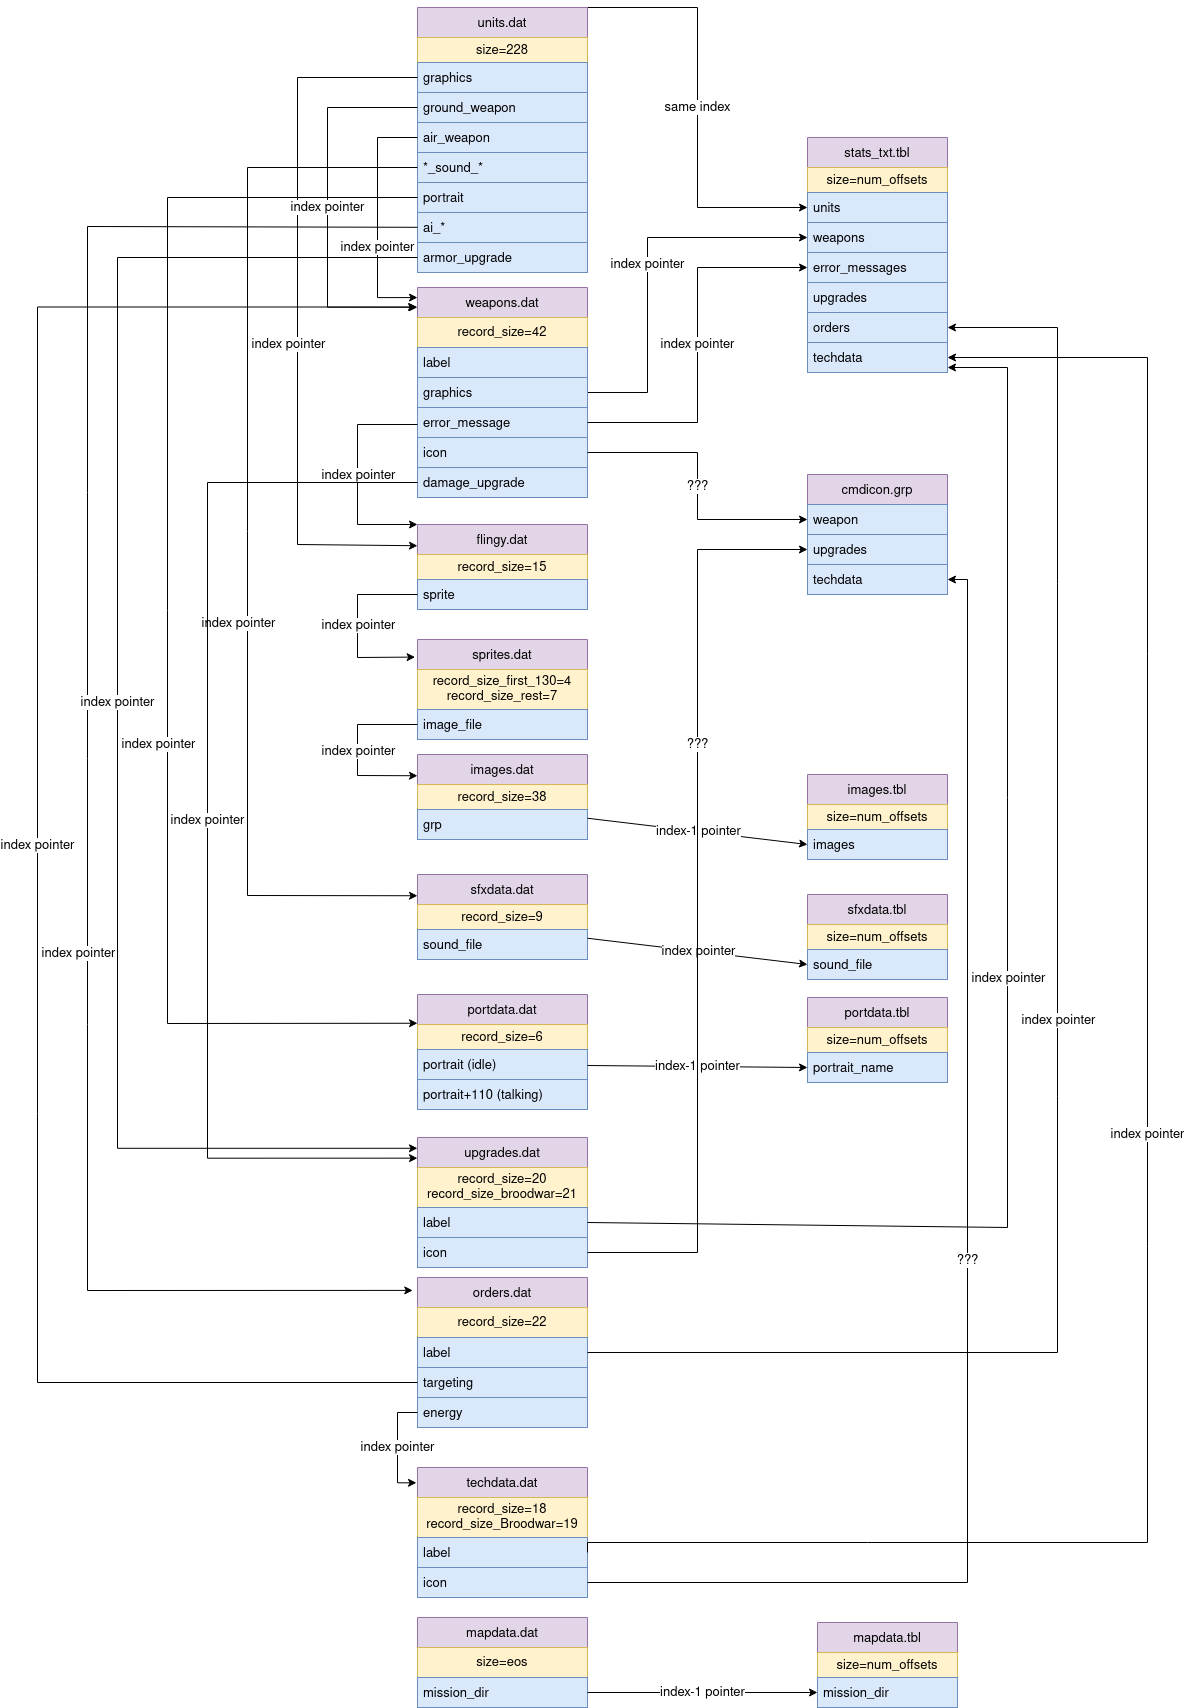 units.dat
size=228
graphics
ground_weapon
air_weapon
*_sound_*
portrait
ai_*
armor_upgrade
same index
index pointer
index pointer
index pointer
stats_txt.tbl
size=num_offsets
units
weapons
error_messages
upgrades
orders
techdata
index pointer
index pointer
weapons.dat
record_size=42
label
graphics
error_message
icon
damage_upgrade
index pointer
???
cmdicon.grp
weapon
upgrades
techdata
flingy.dat
record_size=15
sprite
index pointer
index pointer
sprites.dat
record_size_first_130=4
record_size_rest=7
image_file
index pointer
index pointer
index pointer
???
images.dat
record_size=38
grp
index-1 pointer
images.tbl
size=num_offsets
images
index pointer
index pointer
sfxdata.dat
record_size=9
sound_file
index pointer
sfxdata.tbl
size=num_offsets
sound_file
index pointer
index pointer
index pointer
portdata.dat
record_size=6
portrait (idle)
portrait+110 (talking)
index-1 pointer
portdata.tbl
size=num_offsets
portrait_name
index pointer
upgrades.dat
record_size=20
record_size_broodwar=21
label
icon
???
orders.dat
record_size=22
label
targeting
energy
index pointer
techdata.dat
record_size=18
record_size_Broodwar=19
label
icon
mapdata.dat
size=eos
mission_dir
index-1 pointer
mapdata.tbl
size=num_offsets
mission_dir